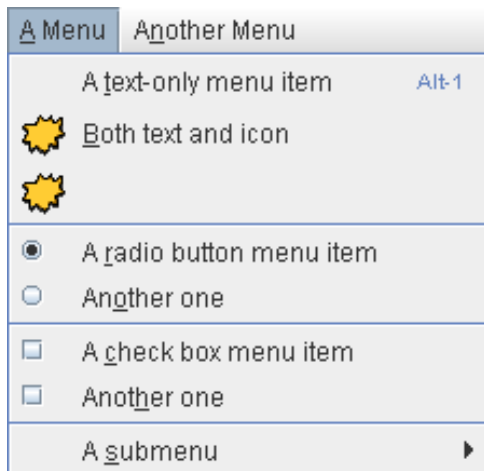 A Menu Another Menu
A text-only menu item Alt-1
Both text and icon
A radio button menu item
Another one
A check box menu item
Another one
A submenu